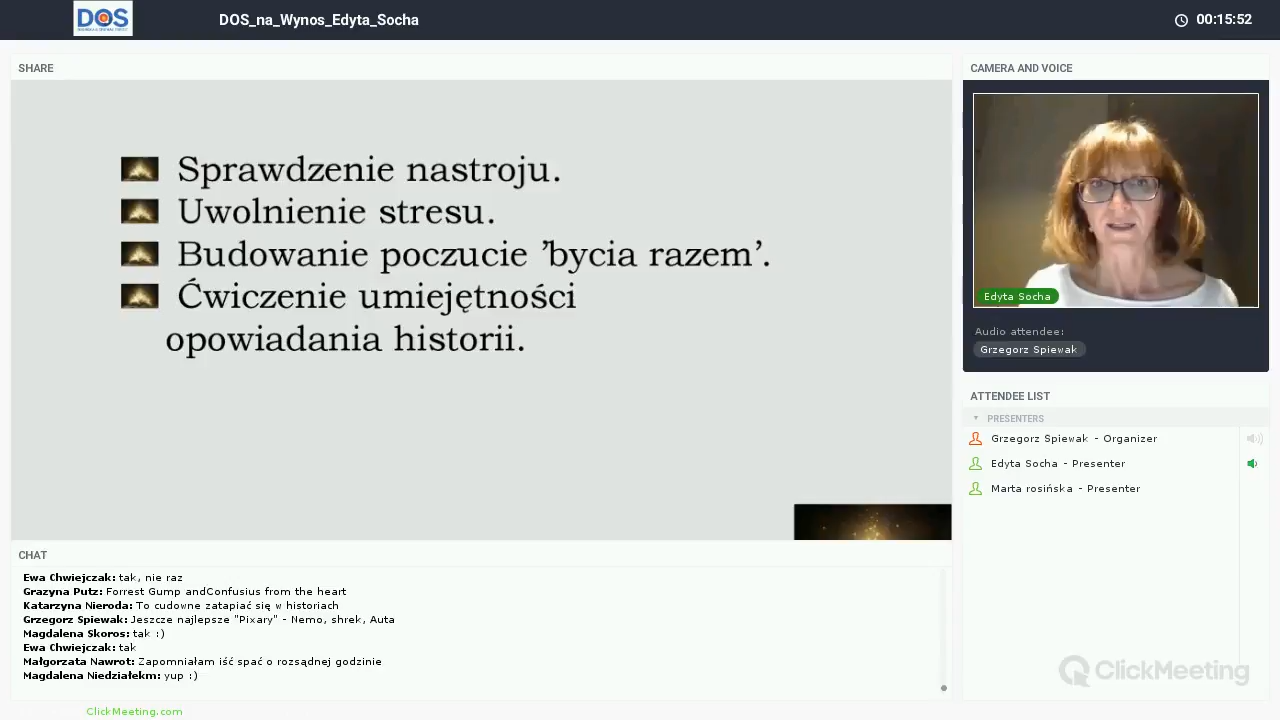 DOS
DOS_na_Wynos_Edyta_Socha
00:15:52
SHARE
Sprawdzenie nastroju.
Uwolnienie stresu.
Budowanie poczucie ’bycia razem’.
Ćwiczenie umiejętności
opowiadania historii.
CHAT
Ewa Chwiejczak: tak, nie raz
Grazyna Putz: Forrest Gump andConfusius from the heart
Katarzyna Nieroda: To cudowne zatapiać się w historiach
Grzegorz Spiewak: Jeszcze najlepsze "Pixary" - Nemo, shrek, Auta
Magdalena Skoros: tak :)
Ewa Chwiejczak: tak
Małgorzata Nawrot: Zapomniałam iść spać o rozsądnej godzinie
Magdalena Niedziałekm: yup :)
ClickMeeting.com
CAMERA AND VOICE
Edyta Socha
Audio attendee:
Grzegorz Spiewak
ATTENDEE LIST
PRESENTERS
Grzegorz Spiewak - Organizer
Edyta Socha - Presenter
Marta rosińska - Presenter
ClickMeeting